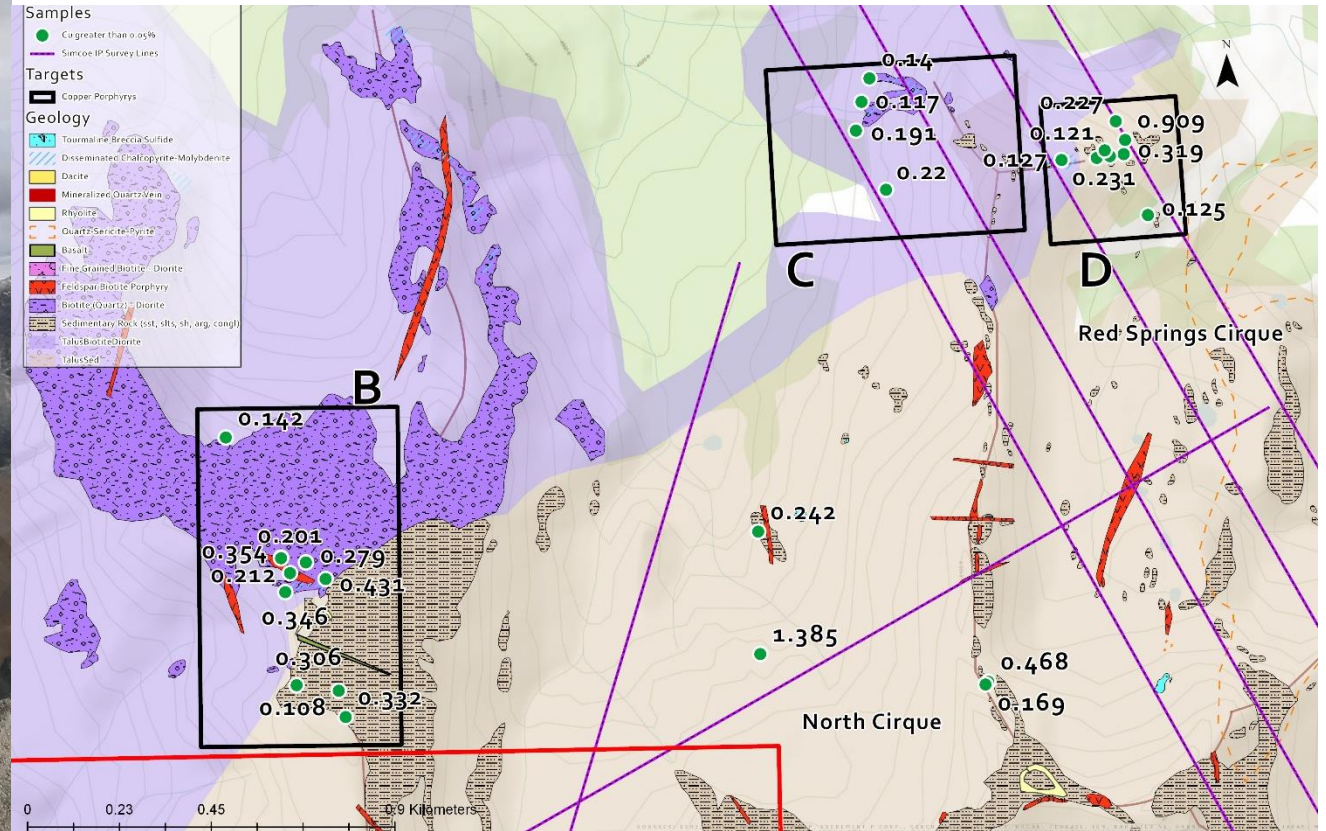 Samples
Cu greater than 0.05%
Simcoe IP Survey Lines
Targets
Copper Porphyrys
Geology
Tourmaline Breccia Sulfide
Disseminated Chalcopyrite-Molybdenite
Dacite
Mineralized Quartz Vein
Rhyolite
Quartz-Sericite-Pyrite
Basalt
Fine Grained Biotite - Diorite
Feldspar Biotite Porphyry
Biotite (Quartz) - Diorite
Sedimentary Rock (sst, slts, sh, arg, congl)
TalusBiotiteDiorite
TalusSed
N
0.14
0.117
0.191
0.22
C
0.227
0.909
0.121
0.319
0.127
0.231
0.125
D
Red Springs Cirque
B
0.142
0.201
0.354
0.279
0.212
0.431
0.346
0.306
0.332
0.108
0.242
1.385
0.468
0.169
North Cirque
0 0.23 0.45 0.9 Kilometers